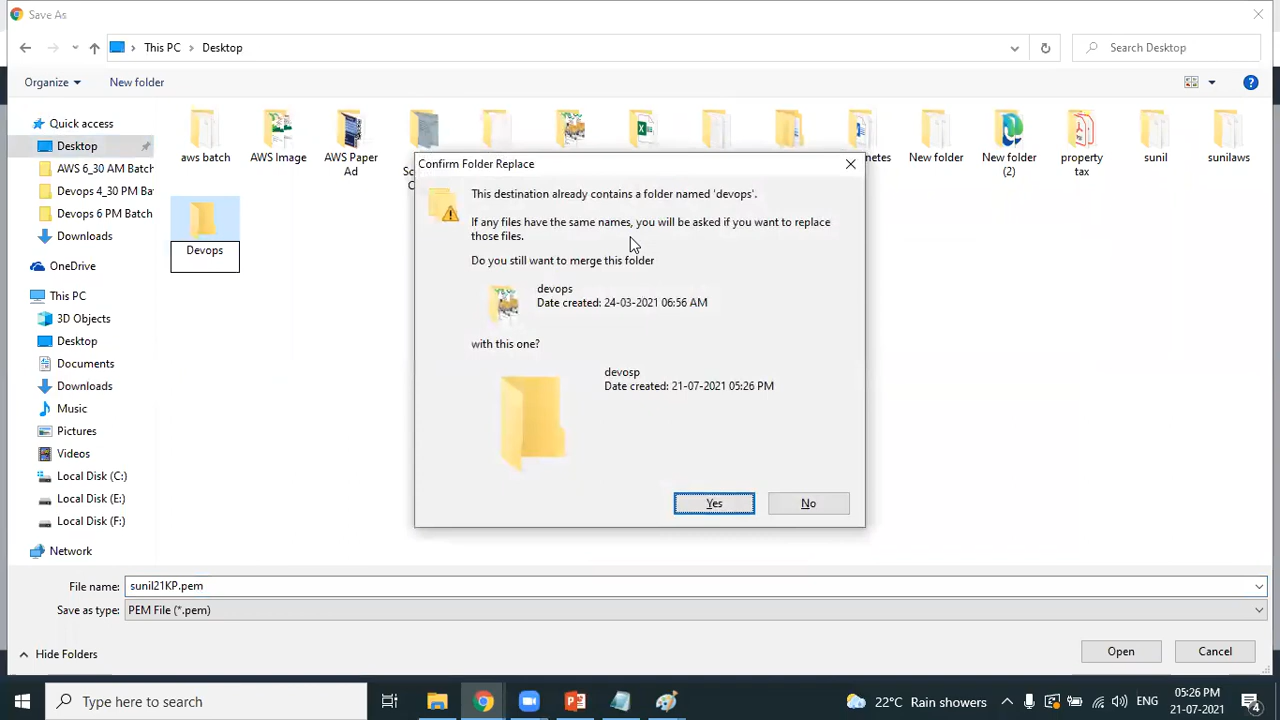 Save As
This PC
Desktop
Search Desktop
Organize
New folder
Quick access
Desktop
AWS 6_30 AM Batch
Devops 4_30 PM Ba
Devops 6 PM Batch
Downloads
OneDrive
This PC
3D Objects
Desktop
Documents
Downloads
Music
Pictures
Videos
Local Disk (C:)
Local Disk (E:)
Local Disk (F:)
Network
aws batch
AWS Image
AWS Paper
Ad
New folder
New folder
(2)
property
tax
sunil
sunilaws
Devops
Confirm Folder Replace
This destination already contains a folder named 'devops'.
If any files have the same names, you will be asked if you want to replace
those files.
Do you still want to merge this folder
devops
Date created: 24-03-2021 06:56 AM
with this one?
devosp
Date created: 21-07-2021 05:26 PM
Yes
No
File name:
sunil21KP.pem
Save as type:
PEM File (*.pem)
Hide Folders
Open
Cancel
Type here to search
22°C Rain showers
ENG
05:26 PM
21-07-2021
4